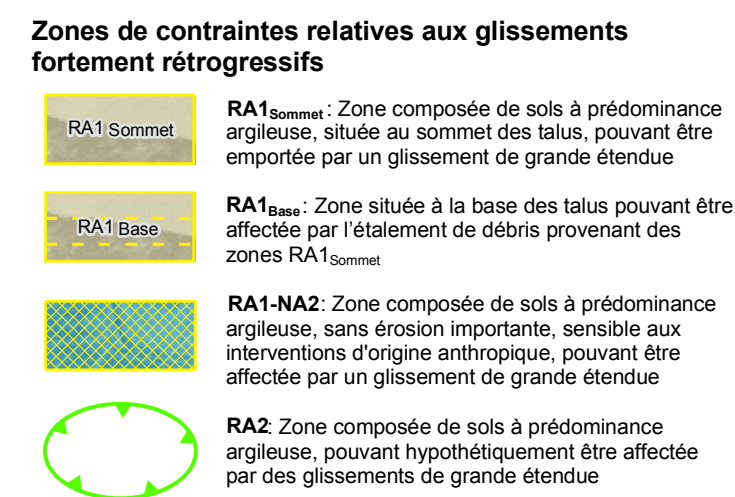 Zones de contraintes relatives aux glissements
fortement rétrogressifs
RA1 Sommet
RA1Sommet : Zone composée de sols à prédominance
argileuse, située au sommet des talus, pouvant être
emportée par un glissement de grande étendue
RA1 Base
RA1Base : Zone située à la base des talus pouvant être
affectée par l'étalement de débris provenant des
zones RA1Sommet
RA1-NA2: Zone composée de sols à prédominance
argileuse, sans érosion importante, sensible aux
interventions d'origine anthropique, pouvant être
affectée par un glissement de grande étendue
RA2: Zone composée de sols à prédominance
argileuse, pouvant hypothétiquement être affectée
par des glissements de grande étendue